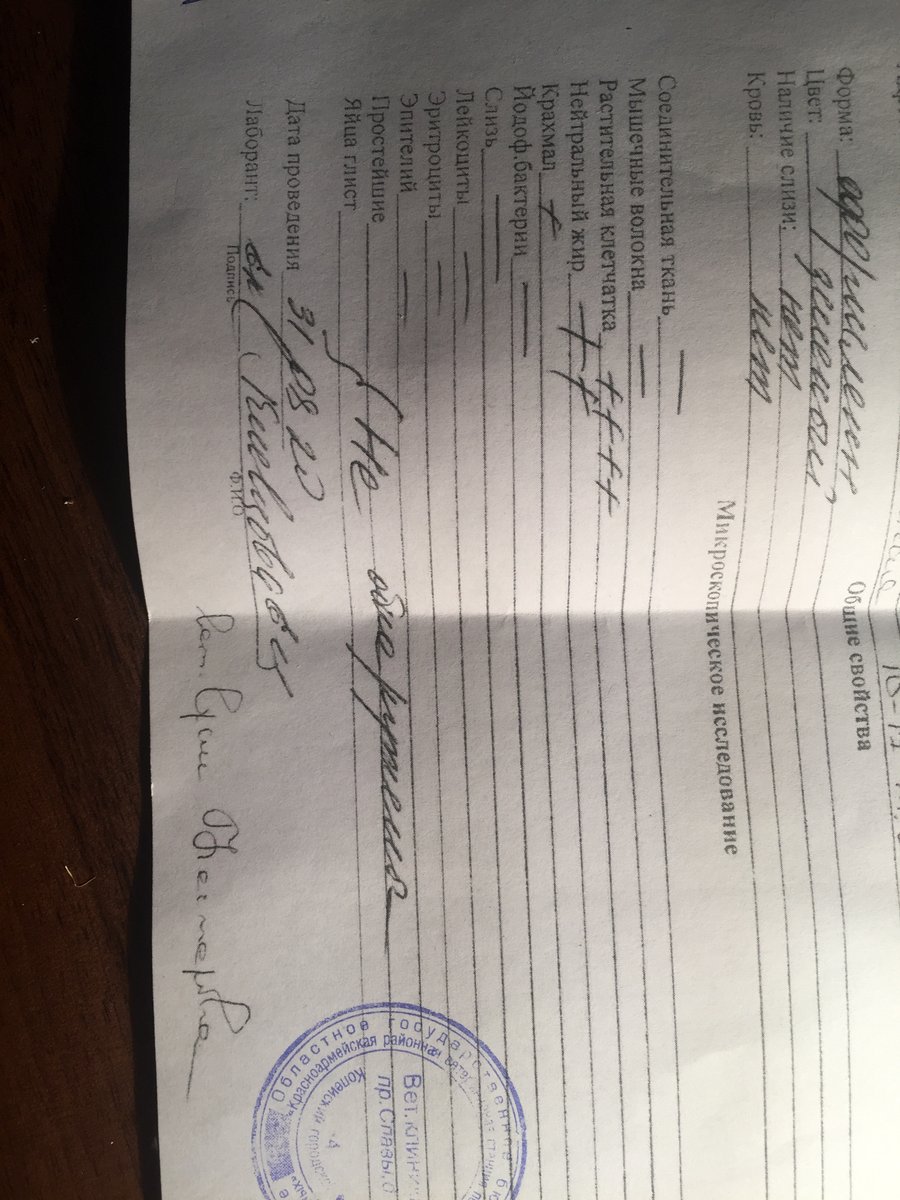 Общие свойства
Форма: оформлен
Цвет: зеленый
Наличие слизи: нет
Кровь: нет
Микроскопическое исследование
Соединительная ткань —
Мышечные волокна —
Растительная клетчатка ++++
Нейтральный жир ++
Крахмал +
Йодоф.бактерии —
Слизь —
Лейкоциты —
Эритроциты —
Эпителий —
Простейшие
Яйца глист
Не обнаружено
Дата проведения 31 08 20
Лаборант:
Подпись
Ф.И.О
Областное государственное
"Красноармейская районная
Вет.клиника
пр.Славы,